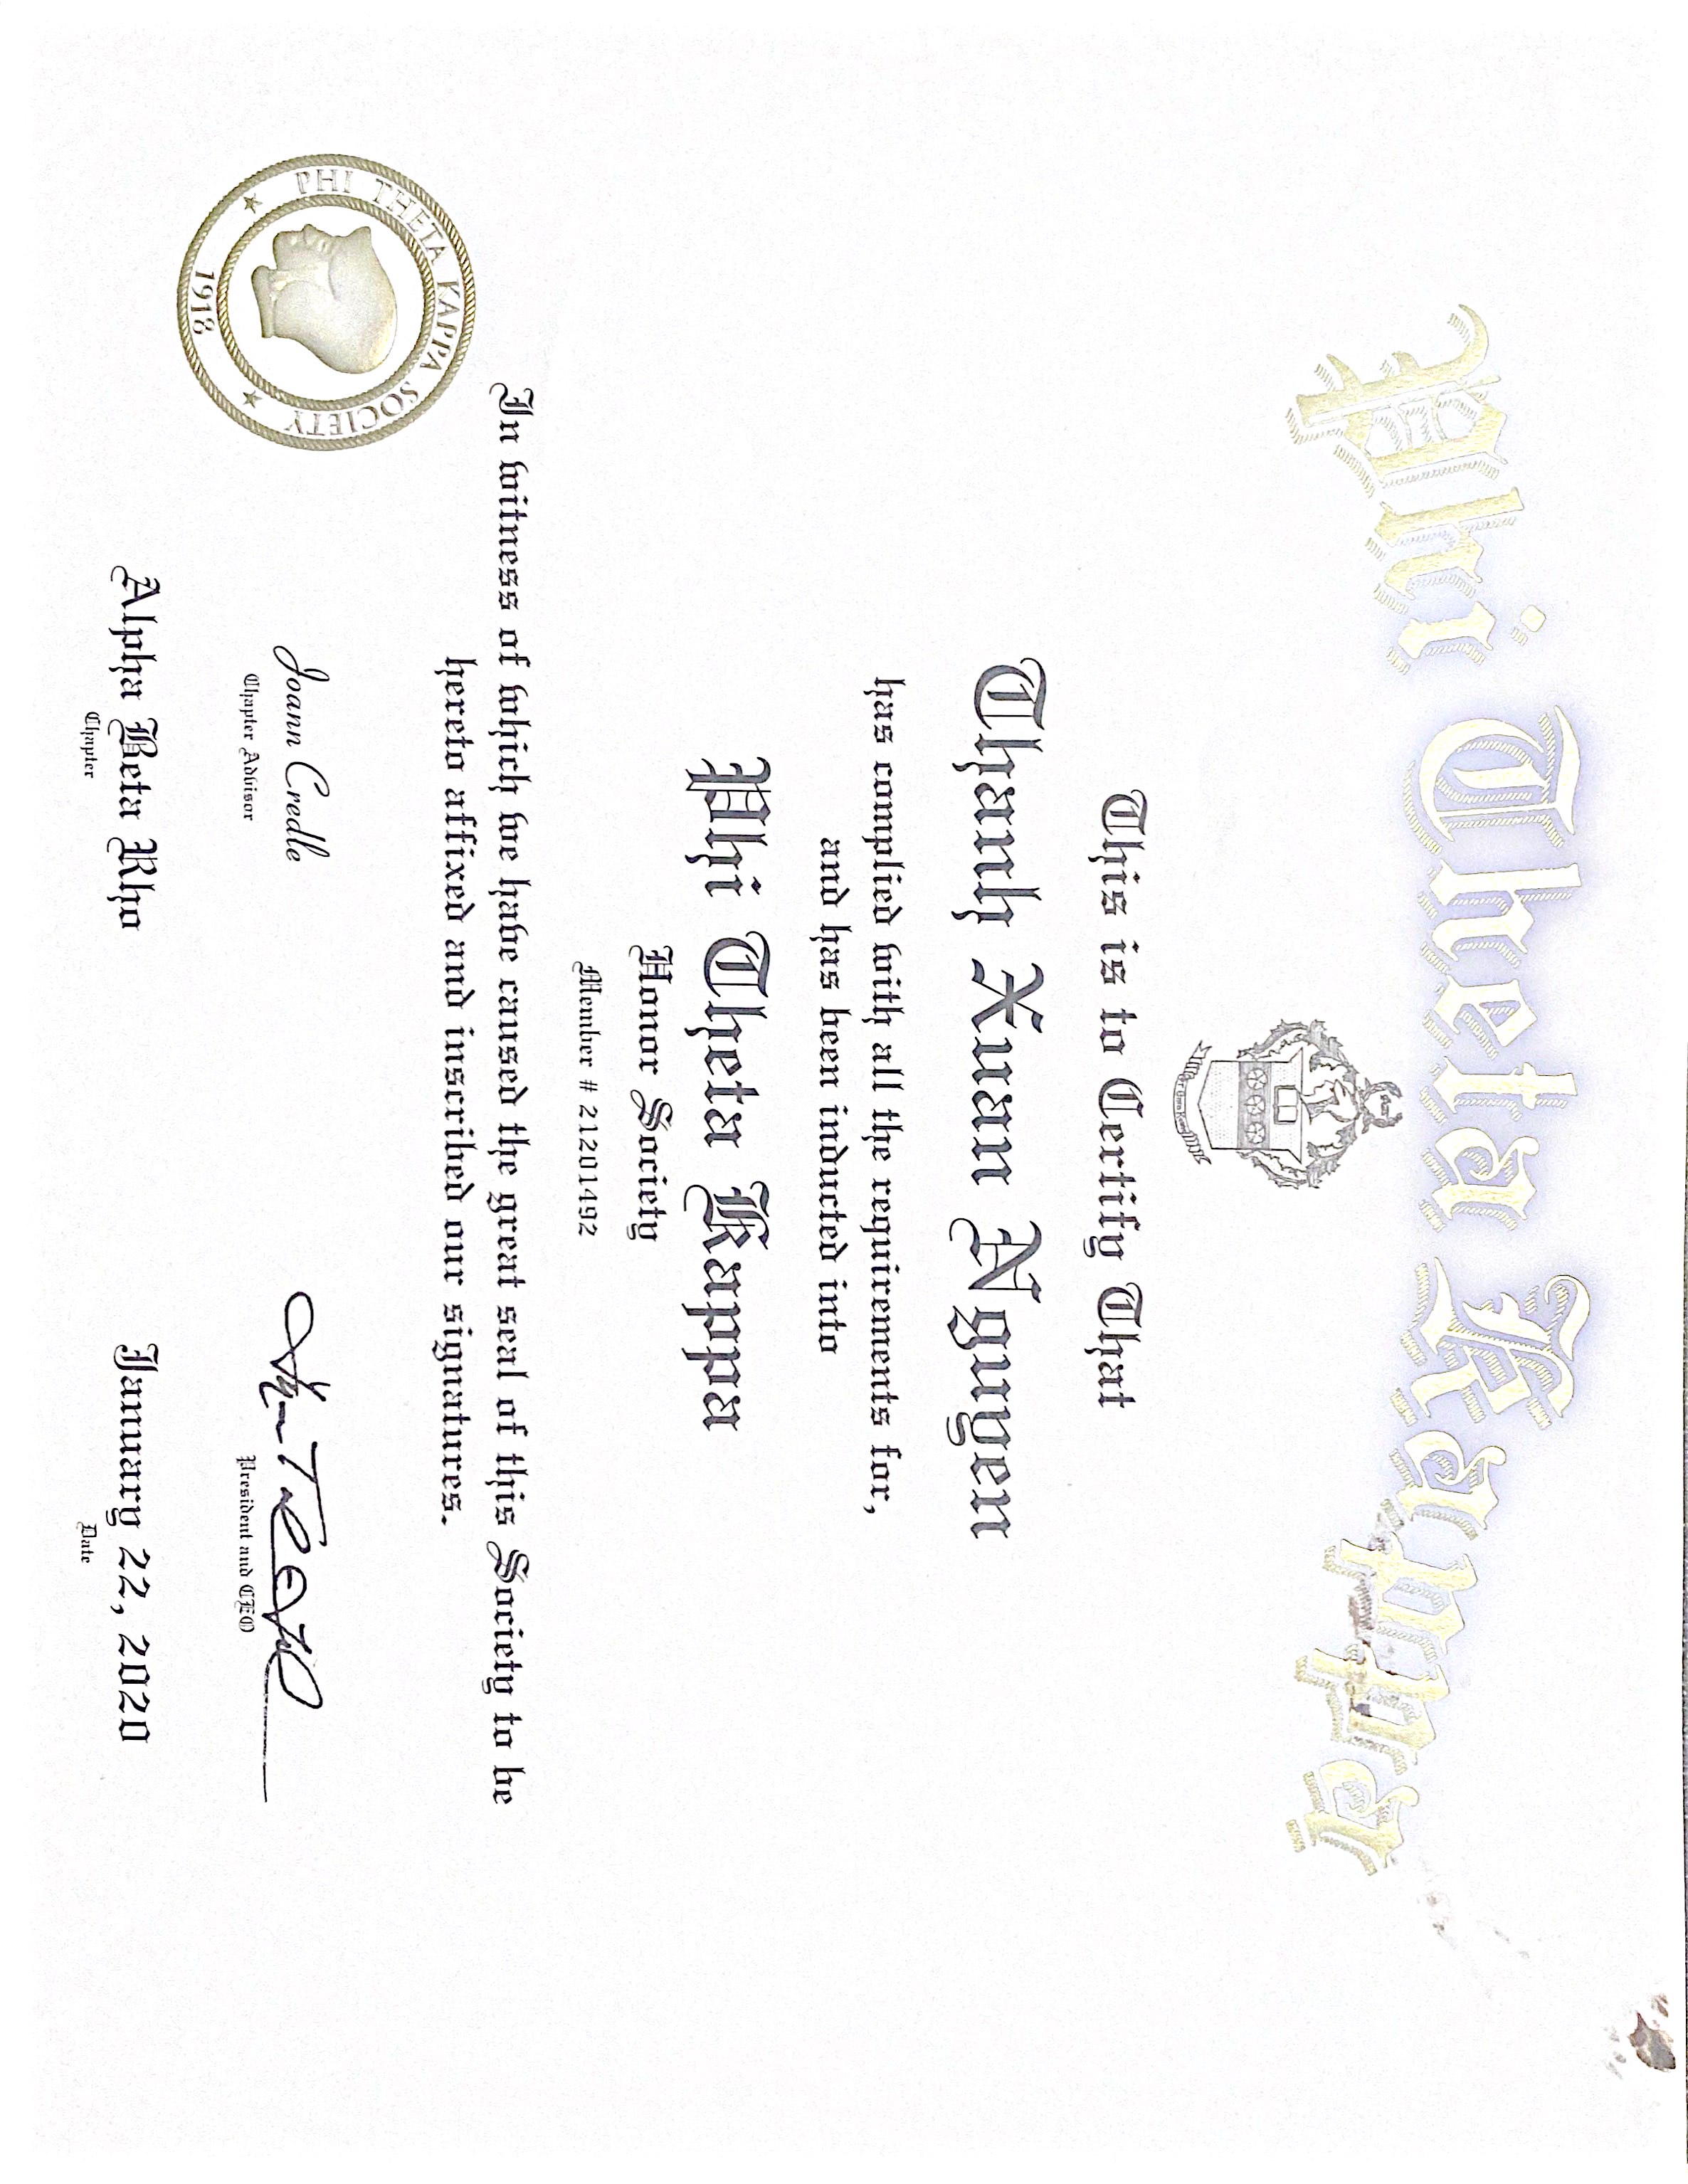 Phi Theta Kappa
This is to Certify That
Thanh Xuan Nguyen
has complied with all the requirements for,
and has been inducted into
Phi Theta Kappa
Honor Society
Member # 21201492
In witness of which we have caused the great seal of this Society to be
hereto affixed and inscribed our signatures.
PHI THETA KAPPA SOCIETY
1918
Joann Credle
Chapter Advisor
President and CEO
Alpha Beta Rho
Chapter
January 22, 2020
Date